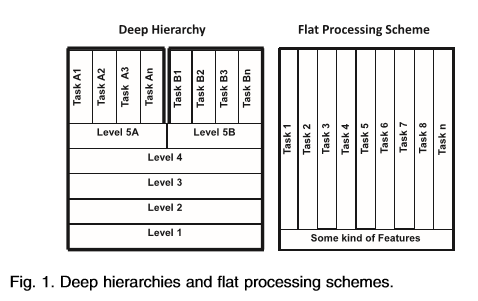 Deep Hierarchy
Flat Processing Scheme
Task A1
Task A2
Task A3
Task An
Task B1
Task B2
Task B3
Task Bn
Level 5A
Level 5B
Level 4
Level 3
Level 2
Level 1
Task 1
Task 2
Task 3
Task 4
Task 5
Task 6
Task 7
Task 8
Task n
Some kind of Features
Fig. 1. Deep hierarchies and flat processing schemes.